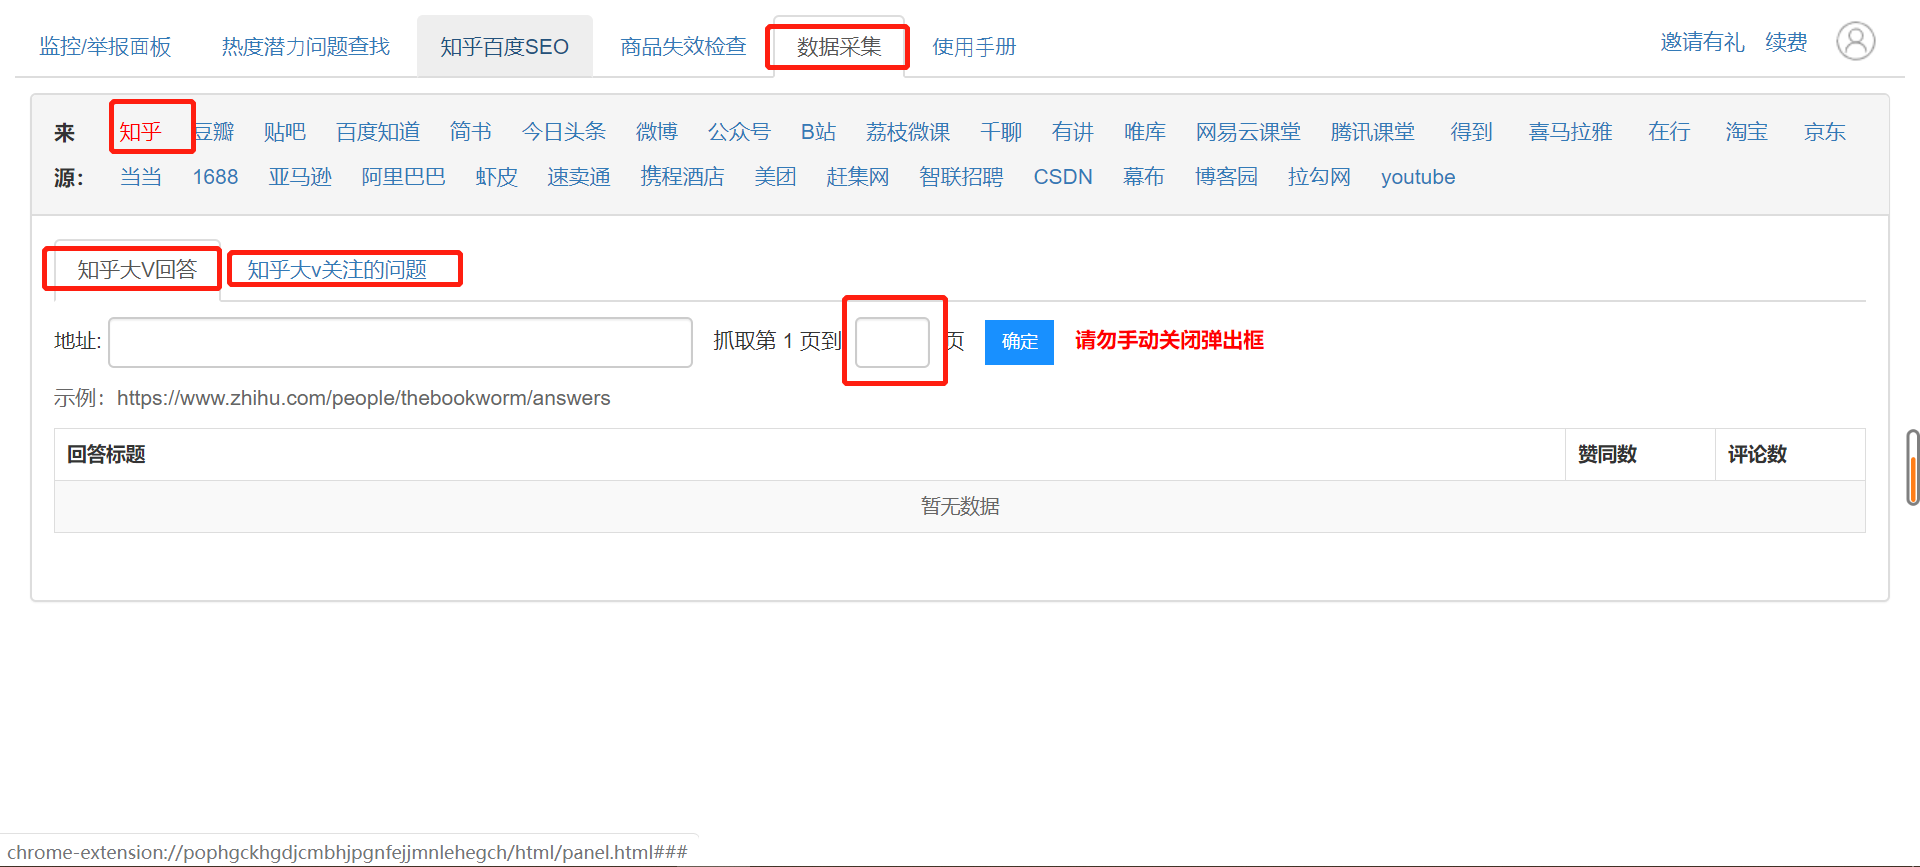 监控/举报面板 热度潜力问题查找 知乎百度SEO 商品失效检查 数据采集 使用手册 邀请有礼 续费
来源: 知乎 豆瓣 贴吧 百度知道 简书 今日头条 微博 公众号 B站 荔枝微课 千聊 有讲 唯库 网易云课堂 腾讯课堂 得到 喜马拉雅 在行 淘宝 京东
当当 1688 亚马逊 阿里巴巴 虾皮 速卖通 携程酒店 美团 赶集网 智联招聘 CSDN 幕布 博客园 拉勾网 youtube
知乎大V回答 知乎大v关注的问题
地址: 抓取第 1 页到 页 确定 请勿手动关闭弹出框
示例：https://www.zhihu.com/people/thebookworm/answers
回答标题 赞同数 评论数
暂无数据
chrome-extension://pophgckhgdjcmbhjpgnfejjmnlehegch/html/panel.html###